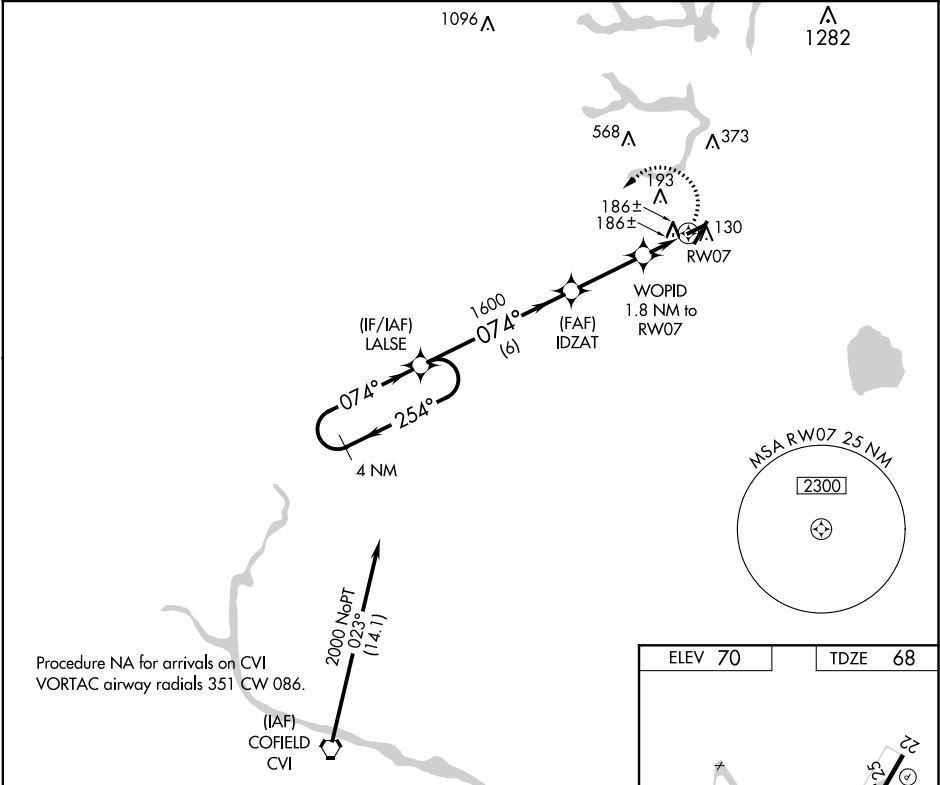 1096
1282
568
373
193
186±
186±
130
RW07
WOPID
1.8 NM to
RW07
(FAF)
IDZAT
1600
074°
(6)
(IF/IAF)
LALSE
074°
254°
4 NM
MSA RW07 25 NM
2300
2000 NoPT
023°
(14.1)
Procedure NA for arrivals on CVI
VORTAC airway radials 351 CW 086.
(IAF)
COFIELD
CVI
ELEV 70
TDZE 68
22
25
P